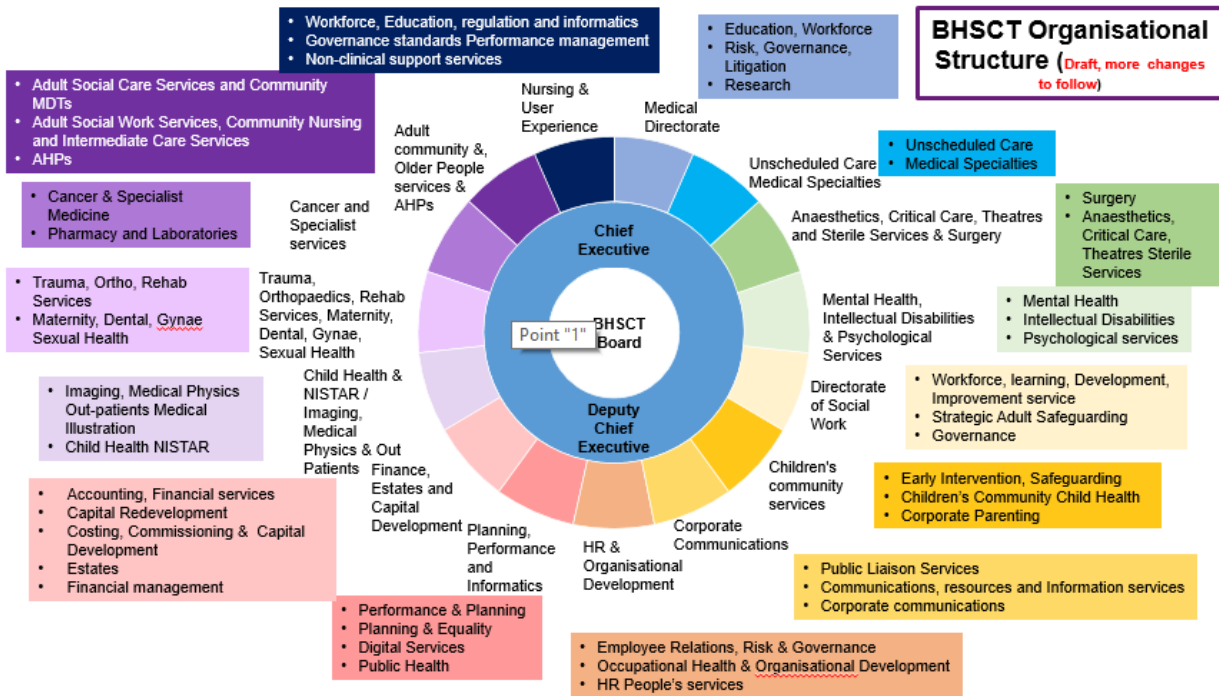 BHSCT Organisational
Structure (Draft, more changes
to follow)
• Workforce, Education, regulation and informatics
• Governance standards Performance management
• Non-clinical support services
• Education, Workforce
• Risk, Governance,
Litigation
• Research
• Adult Social Care Services and Community
MDTs
• Adult Social Work Services, Community Nursing
and Intermediate Care Services
• AHPs
Nursing &
User
Experience
Medical
Directorate
Adult
community &,
Older People
services &
AHPs
Unscheduled Care
Medical Specialties
• Unscheduled Care
• Medical Specialties
• Cancer & Specialist
Medicine
• Pharmacy and Laboratories
Cancer and
Specialist
services
Anaesthetics, Critical Care, Theatres
and Sterile Services & Surgery
• Surgery
• Anaesthetics,
Critical Care,
Theatres Sterile
Services
Chief
Executive
• Trauma, Ortho, Rehab
Services
• Maternity, Dental, Gynae
Sexual Health
Trauma,
Orthopaedics, Rehab
Services, Maternity,
Dental, Gynae,
Sexual Health
Point "1"
BHSCT
Board
Mental Health,
Intellectual Disabilities
& Psychological
Services
• Mental Health
• Intellectual Disabilities
• Psychological services
• Imaging, Medical Physics
Out-patients Medical
Illustration
• Child Health NISTAR
Child Health &
NISTAR /
Imaging,
Medical
Physics & Out
Patients
Deputy
Chief
Executive
Directorate
of Social
Work
• Workforce, learning, Development,
Improvement service
• Strategic Adult Safeguarding
• Governance
• Accounting, Financial services
• Capital Redevelopment
• Costing, Commissioning & Capital
Development
• Estates
• Financial management
Finance,
Estates and
Capital
Development
Children's
community
services
• Early Intervention, Safeguarding
• Children's Community Child Health
• Corporate Parenting
Planning,
Performance
and
Informatics
HR &
Organisational
Development
Corporate
Communications
• Public Liaison Services
• Communications, resources and Information services
• Corporate communications
• Performance & Planning
• Planning & Equality
• Digital Services
• Public Health
• Employee Relations, Risk & Governance
• Occupational Health & Organisational Development
• HR People's services